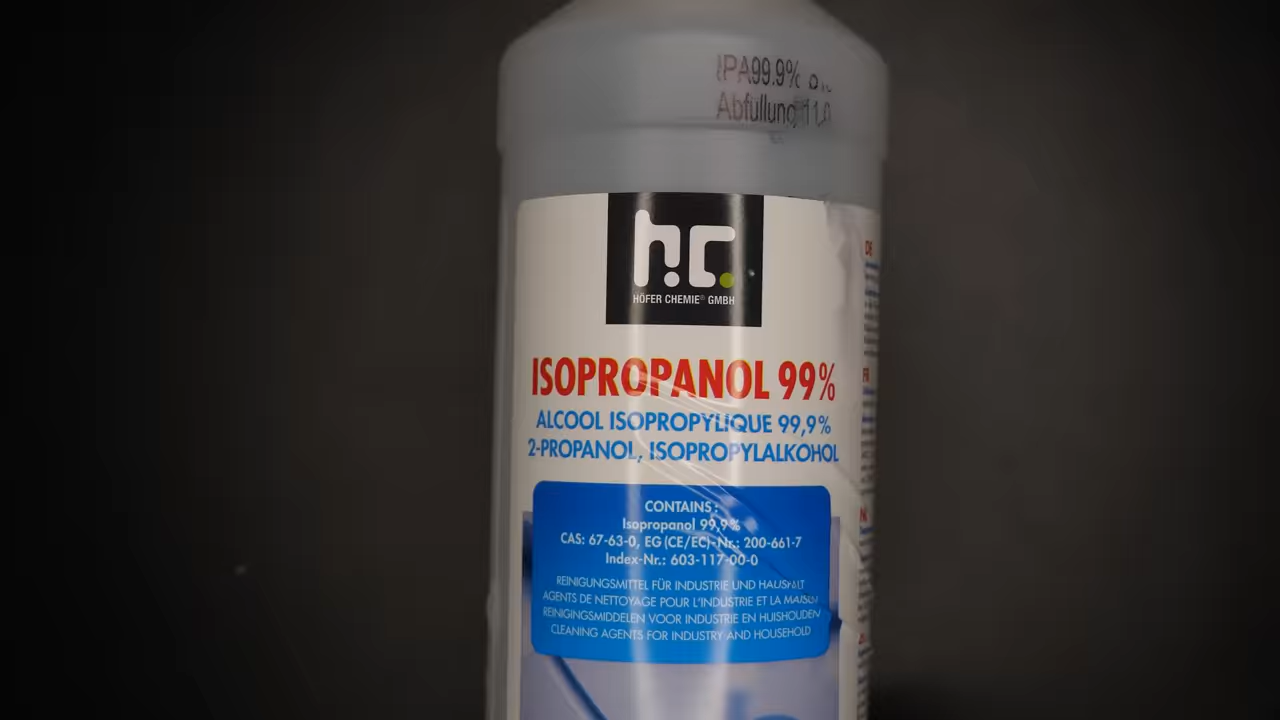 IPA99.9%
Abfüllung
hc.
HÖFER CHEMIE® GMBH
ISOPROPANOL 99%
ALCOOL ISOPROPYLIQUE 99,9%
2-PROPANOL, ISOPROPYLALKOHOL
CONTAINS:
Isopropanol 99,9%
CAS: 67-63-0, EG (CE/EC)-Nr.: 200-661-7
Index-Nr.: 603-117-00-0
REINIGUNGSMITTEL FÜR INDUSTRIE UND HAUSHALT
AGENTS DE NETTOYAGE POUR L'INDUSTRIE ET LA MAISON
REINIGINGSMIDDELEN VOOR INDUSTRIE EN HUISHOUDEN
CLEANING AGENTS FOR INDUSTRY AND HOUSEHOLD
DE
FR